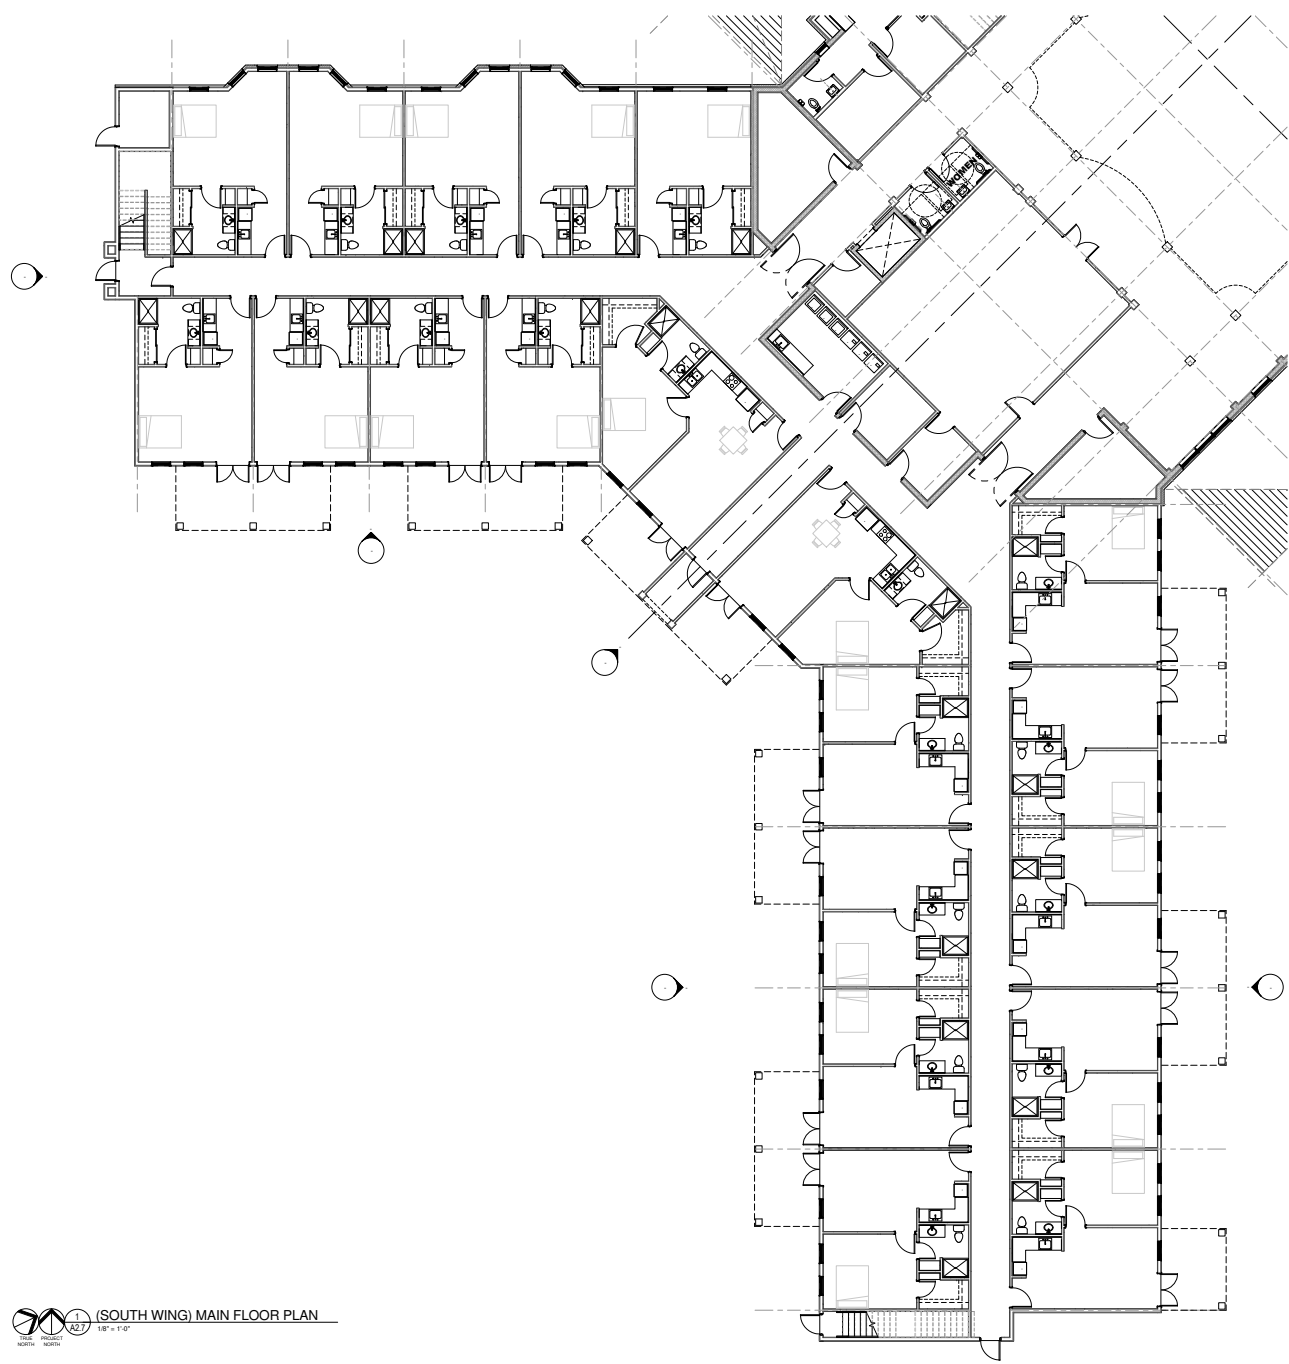 WOMEN
1
A2.7
(SOUTH WING) MAIN FLOOR PLAN
1/8" = 1'-0"
TRUE NORTH
PROJECT NORTH